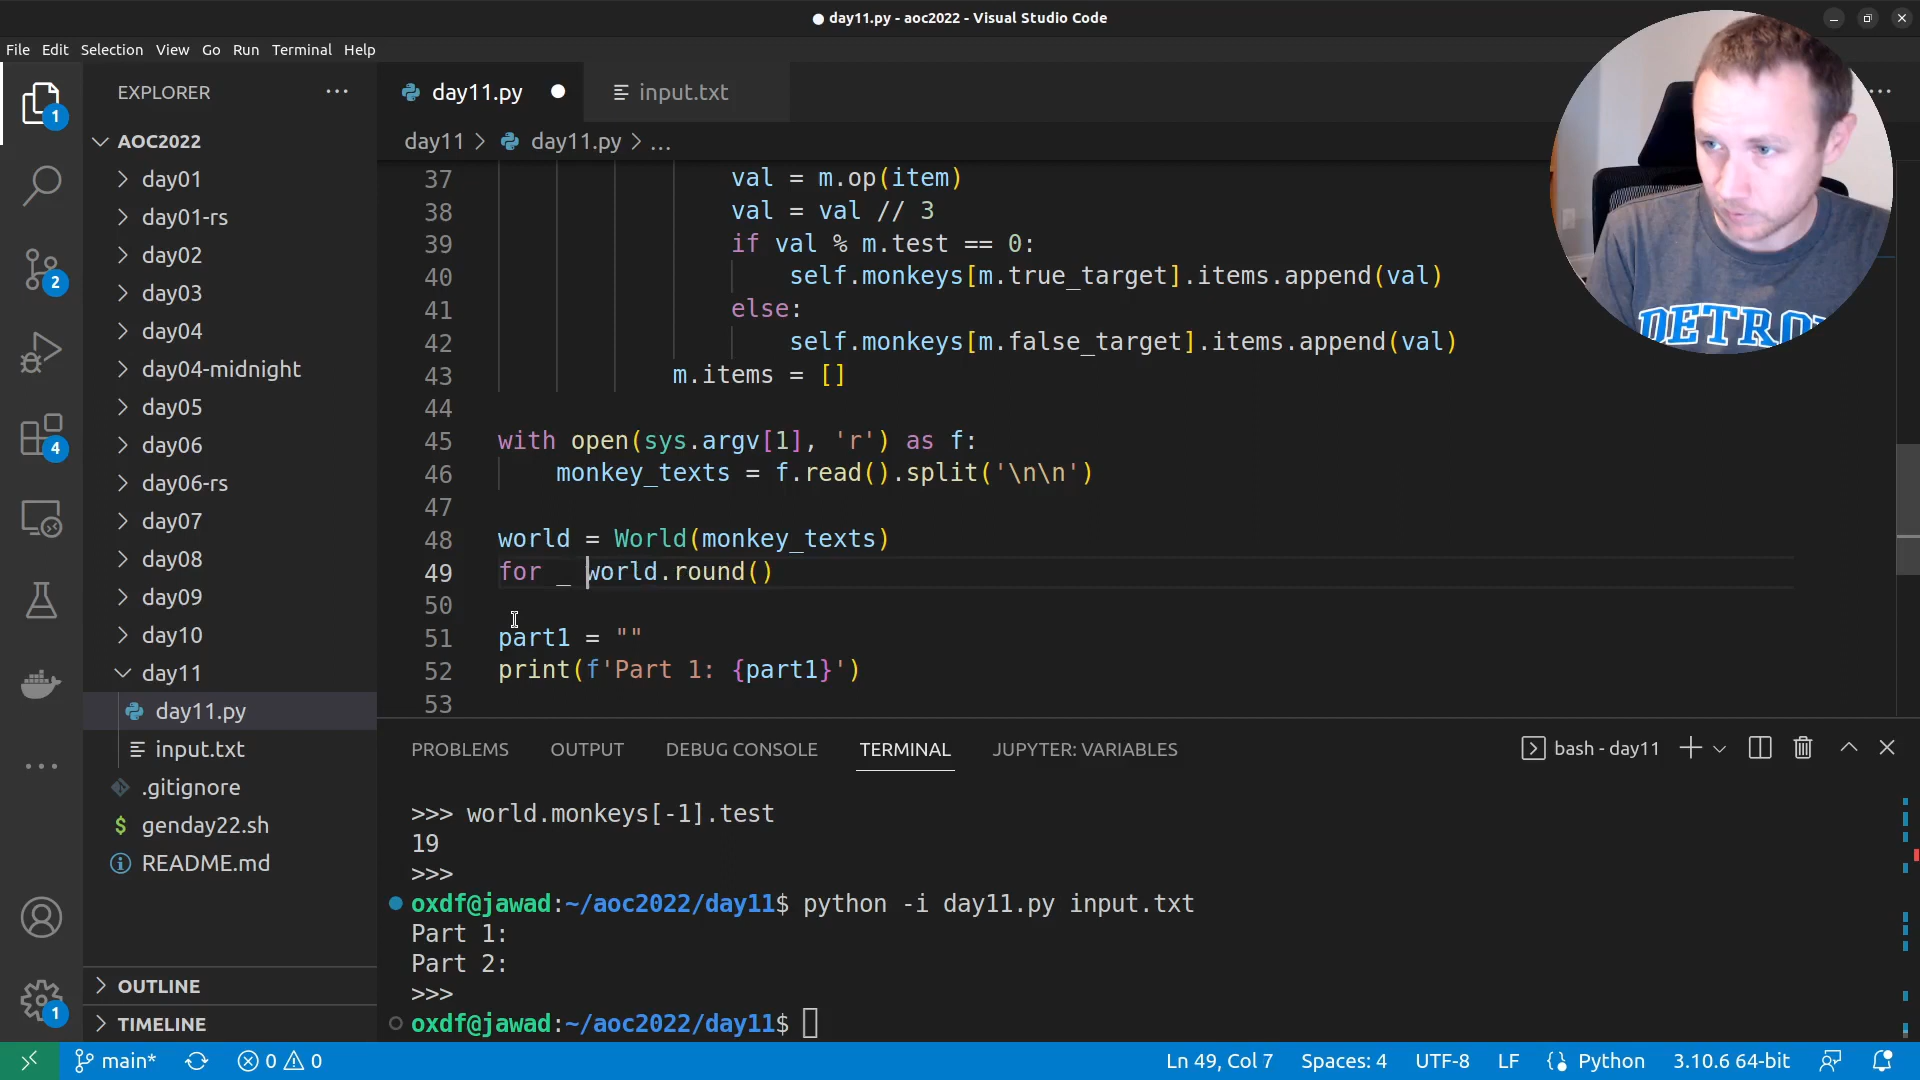 day11.py - aoc2022 - Visual Studio Code
File Edit Selection View Go Run Terminal Help
EXPLORER
day11.py
input.txt
day11 > day11.py > ...
AOC2022
day01
day01-rs
day02
day03
day04
day04-midnight
day05
day06
day06-rs
day07
day08
day09
day10
day11
day11.py
input.txt
.gitignore
genday22.sh
README.md
OUTLINE
TIMELINE
1
2
4
1
37 val = m.op(item)
38 val = val // 3
39 if val % m.test == 0:
40 self.monkeys[m.true_target].items.append(val)
41 else:
42 self.monkeys[m.false_target].items.append(val)
43 m.items = []
44
45 with open(sys.argv[1], 'r') as f:
46 monkey_texts = f.read().split('\n\n')
47
48 world = World(monkey_texts)
49 for _ world.round()
50
51 part1 = ""
52 print(f'Part 1: {part1}')
53
PROBLEMS OUTPUT DEBUG CONSOLE TERMINAL JUPYTER: VARIABLES
bash - day11
>>> world.monkeys[-1].test
19
>>>
oxdf@jawad:~/aoc2022/day11$ python -i day11.py input.txt
Part 1:
Part 2:
>>>
oxdf@jawad:~/aoc2022/day11$
main* 0 0 Ln 49, Col 7 Spaces: 4 UTF-8 LF Python 3.10.6 64-bit